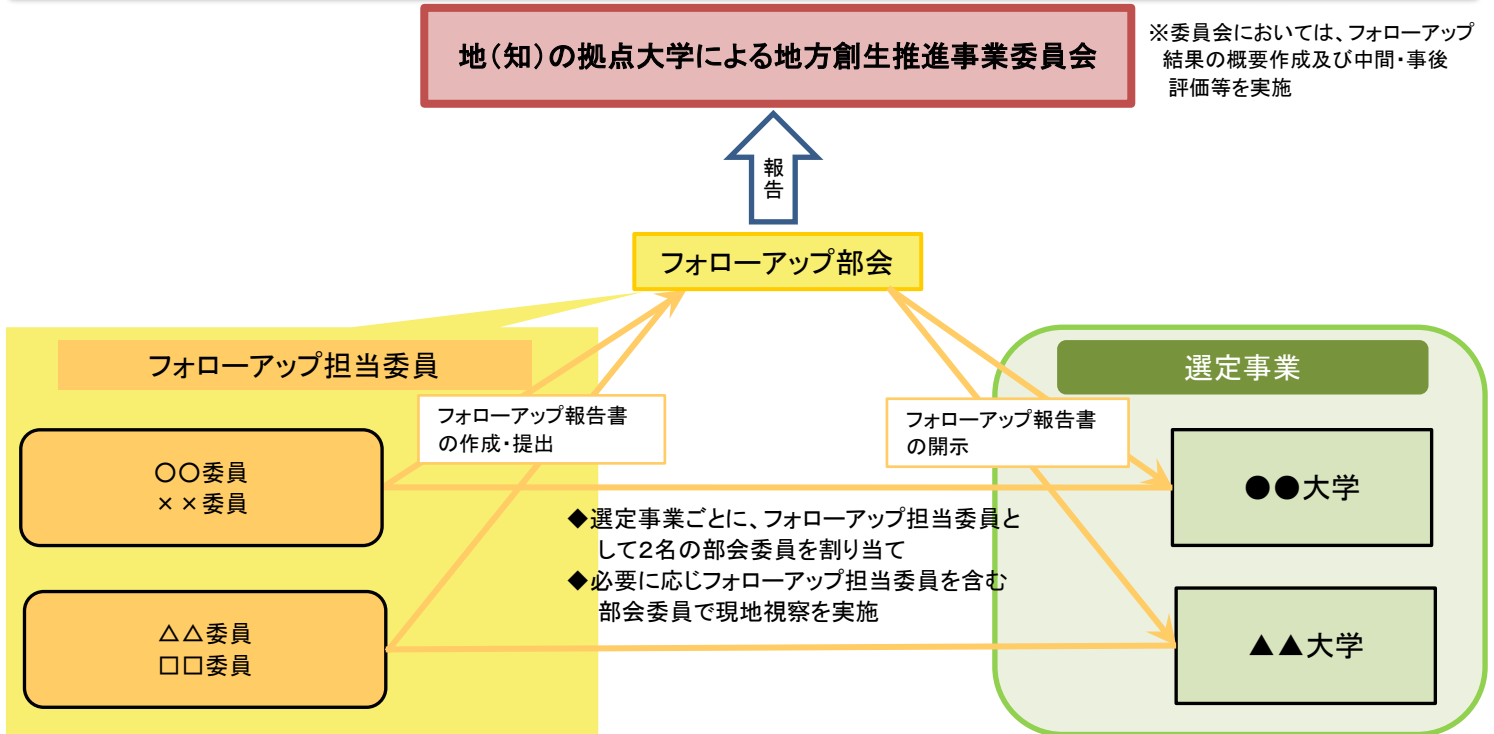 地(知)の拠点大学による地方創生推進事業委員会
※委員会においては、フォローアップ
結果の概要作成及び中間・事後
評価等を実施
報告
フォローアップ部会
フォローアップ担当委員
選定事業
フォローアップ報告書
の作成・提出
フォローアップ報告書
の開示
〇〇委員
××委員
●●大学
◆選定事業ごとに、フォローアップ担当委員と
して2名の部会委員を割り当て
◆必要に応じフォローアップ担当委員を含む
部会委員で現地視察を実施
△△委員
□□委員
▲▲大学